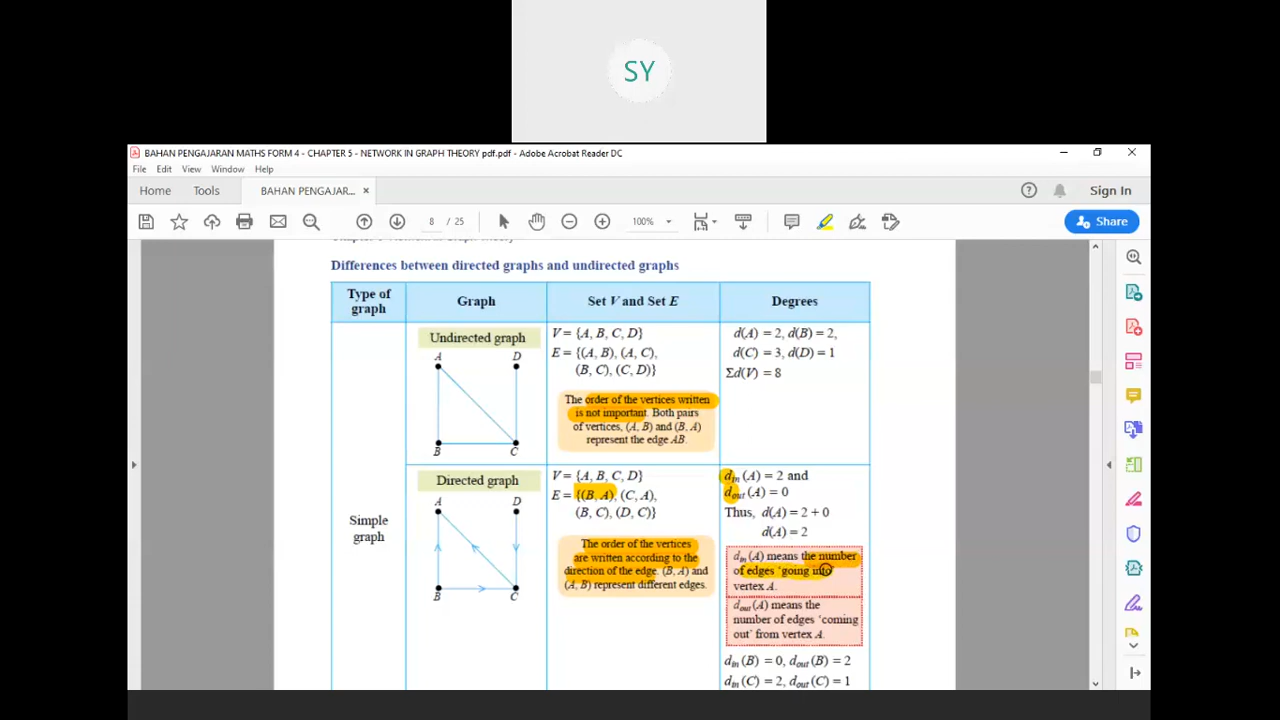 SY
BAHAN PENGAJARAN MATHS FORM 4 - CHAPTER 5 - NETWORK IN GRAPH THEORY pdf.pdf - Adobe Acrobat Reader DC
File Edit View Window Help
Home Tools BAHAN PENGAJAR... × Sign In
8 / 25 100% Share
Differences between directed graphs and undirected graphs
Type of graph
Graph
Set V and Set E
Degrees
Simple graph
Undirected graph
A D
B C
V = {A, B, C, D}
E = {(A, B), (A, C),
(B, C), (C, D)}
The order of the vertices written
is not important. Both pairs
of vertices, (A, B) and (B, A)
represent the edge AB.
d(A) = 2, d(B) = 2,
d(C) = 3, d(D) = 1
Σd(V) = 8
Directed graph
A D
B C
V = {A, B, C, D}
E = {(B, A), (C, A),
(B, C), (D, C)}
The order of the vertices
are written according to the
direction of the edge. (B, A) and
(A, B) represent different edges.
din (A) = 2 and
dout (A) = 0
Thus, d(A) = 2 + 0
d(A) = 2
din (A) means the number
of edges ‘going into’
vertex A.
dout (A) means the
number of edges ‘coming
out’ from vertex A.
din (B) = 0, dout (B) = 2
din (C) = 2, dout (C) = 1